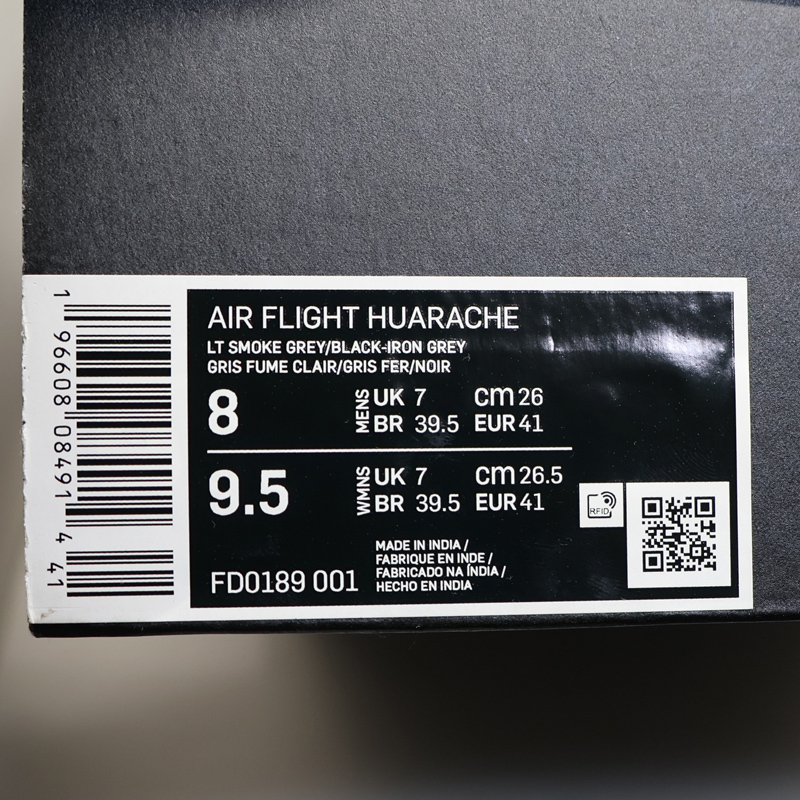 1 96608 08491 4 41
AIR FLIGHT HUARACHE
LT SMOKE GREY/BLACK-IRON GREY
GRIS FUME CLAIR/GRIS FER/NOIR
8 MENS UK 7 cm 26
BR 39.5 EUR 41
9.5 WMNS UK 7 cm 26.5
BR 39.5 EUR 41
RFID
MADE IN INDIA /
FABRIQUE EN INDE /
FABRICADO NA ÍNDIA /
HECHO EN INDIA
FD0189 001